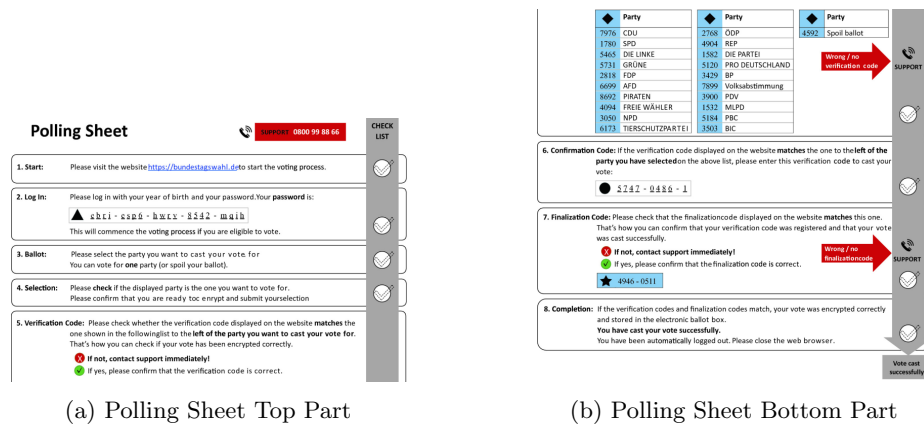 Polling Sheet
SUPPORT 0800 99 88 66
CHECK LIST
1. Start: Please visit the website https://bundestagswahl.de to start the voting process.
2. Log In: Please log in with your year of birth and your password. Your password is:
chri - esp6 - hwrv - 8542 - mqih
This will commence the voting process if you are eligible to vote.
3. Ballot: Please select the party you want to cast your vote for
You can vote for one party (or spoil your ballot).
4. Selection: Please check if the displayed party is the one you want to vote for.
Please confirm that you are ready toc enrypt and submit yourselection
5. Verification Code: Please check whether the verification code displayed on the website matches the
one shown in the followinglist to the left of the party you want to cast your vote for.
That's how you can check if your vote has been encrypted correctly.
If not, contact support immediately!
If yes, please confirm that the verification code is correct.
(a) Polling Sheet Top Part
Party
7976 CDU
1780 SPD
5465 DIE LINKE
5731 GRÜNE
2818 FDP
6699 AFD
8692 PIRATEN
4094 FREIE WÄHLER
3050 NPD
6173 TIERSCHUTZPARTEI
Party
2768 ÖDP
4904 REP
1582 DIE PARTEI
5120 PRO DEUTSCHLAND
3429 BP
7899 Volksabstimmung
3900 PDV
1532 MLPD
5184 PBC
3503 BIC
Party
4592 Spoil ballot
Wrong / no
verification code
SUPPORT
6. Confirmation Code: If the verification code displayed on the website matches the one to the left of the
party you have selected on the above list, please enter this verification code to cast your
vote:
5747 - 0486 - 1
7. Finalization Code: Please check that the finalizationcode displayed on the website matches this one.
That's how you can confirm that your verification code was registered and that your vote
was cast successfully.
If not, contact support immediately!
If yes, please confirm that the finalization code is correct.
Wrong / no
finalizationcode
SUPPORT
4946 - 0511
8. Completion: If the verification codes and finalization codes match, your vote was encrypted correctly
and stored in the electronic ballot box.
You have cast your vote successfully.
You have been automatically logged out. Please close the web browser.
Vote cast
successfully
(b) Polling Sheet Bottom Part